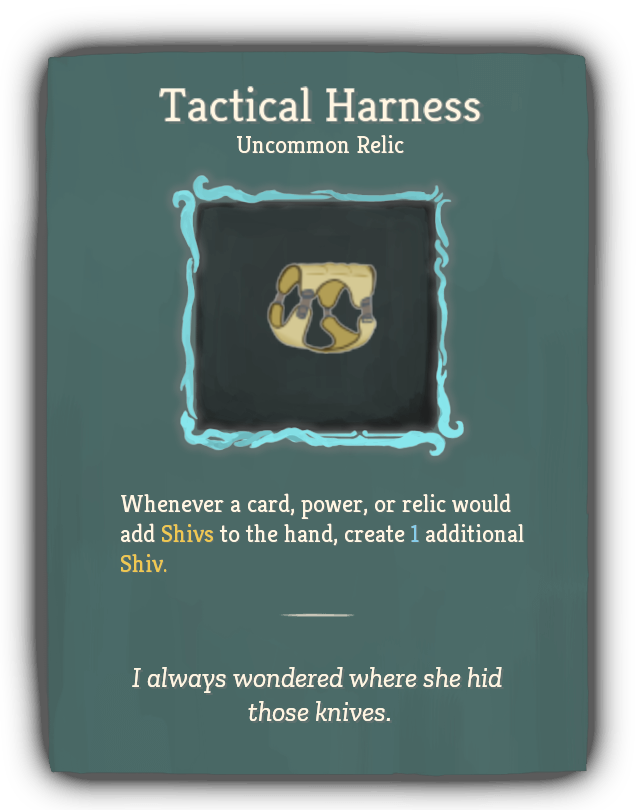 Tactical Harness
Uncommon Relic
Whenever a card, power, or relic would
add Shivs to the hand, create 1 additional
Shiv.
I always wondered where she hid
those knives.